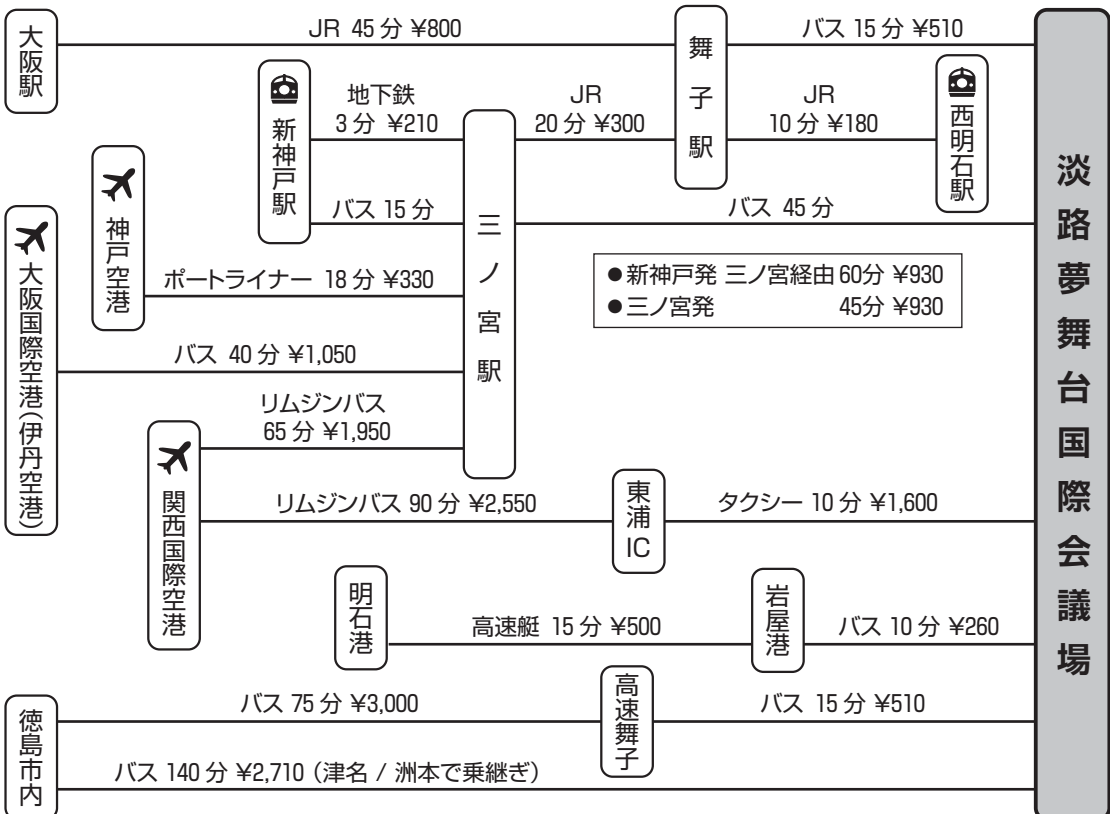 大阪駅
JR 45分 ¥800
舞子駅
バス 15分 ¥510
淡路夢舞台国際会議場
新神戸駅
地下鉄
3分 ¥210
JR
20分 ¥300
JR
10分 ¥180
西明石駅
神戸空港
バス 15分
三ノ宮駅
バス 45分
大阪国際空港(伊丹空港)
ポートライナー 18分 ¥330
●新神戸発 三ノ宮経由 60分 ¥930
●三ノ宮発 45分 ¥930
バス 40分 ¥1,050
リムジンバス
65分 ¥1,950
関西国際空港
リムジンバス 90分 ¥2,550
東浦IC
タクシー 10分 ¥1,600
明石港
高速艇 15分 ¥500
岩屋港
バス 10分 ¥260
徳島市内
バス 75分 ¥3,000
高速舞子
バス 15分 ¥510
バス 140分 ¥2,710(津名 / 洲本で乗継ぎ)